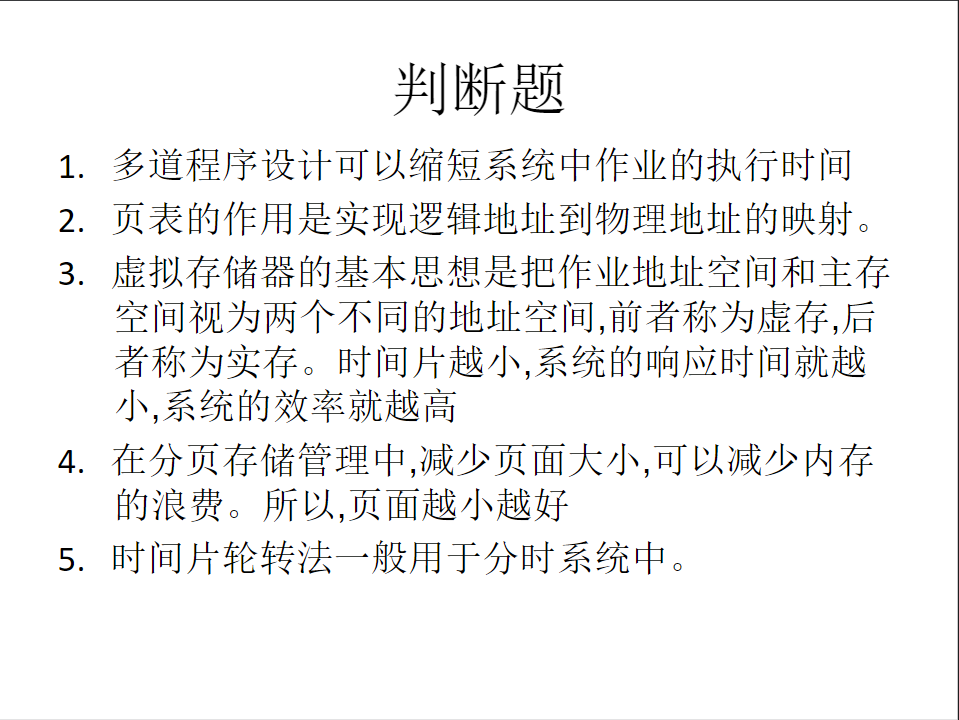 判断题
1. 多道程序设计可以缩短系统中作业的执行时间
2. 页表的作用是实现逻辑地址到物理地址的映射。
3. 虚拟存储器的基本思想是把作业地址空间和主存
空间视为两个不同的地址空间,前者称为虚存,后
者称为实存。时间片越小,系统的响应时间就越
小,系统的效率就越高
4. 在分页存储管理中,减少页面大小,可以减少内存
的浪费。所以,页面越小越好
5. 时间片轮转法一般用于分时系统中。